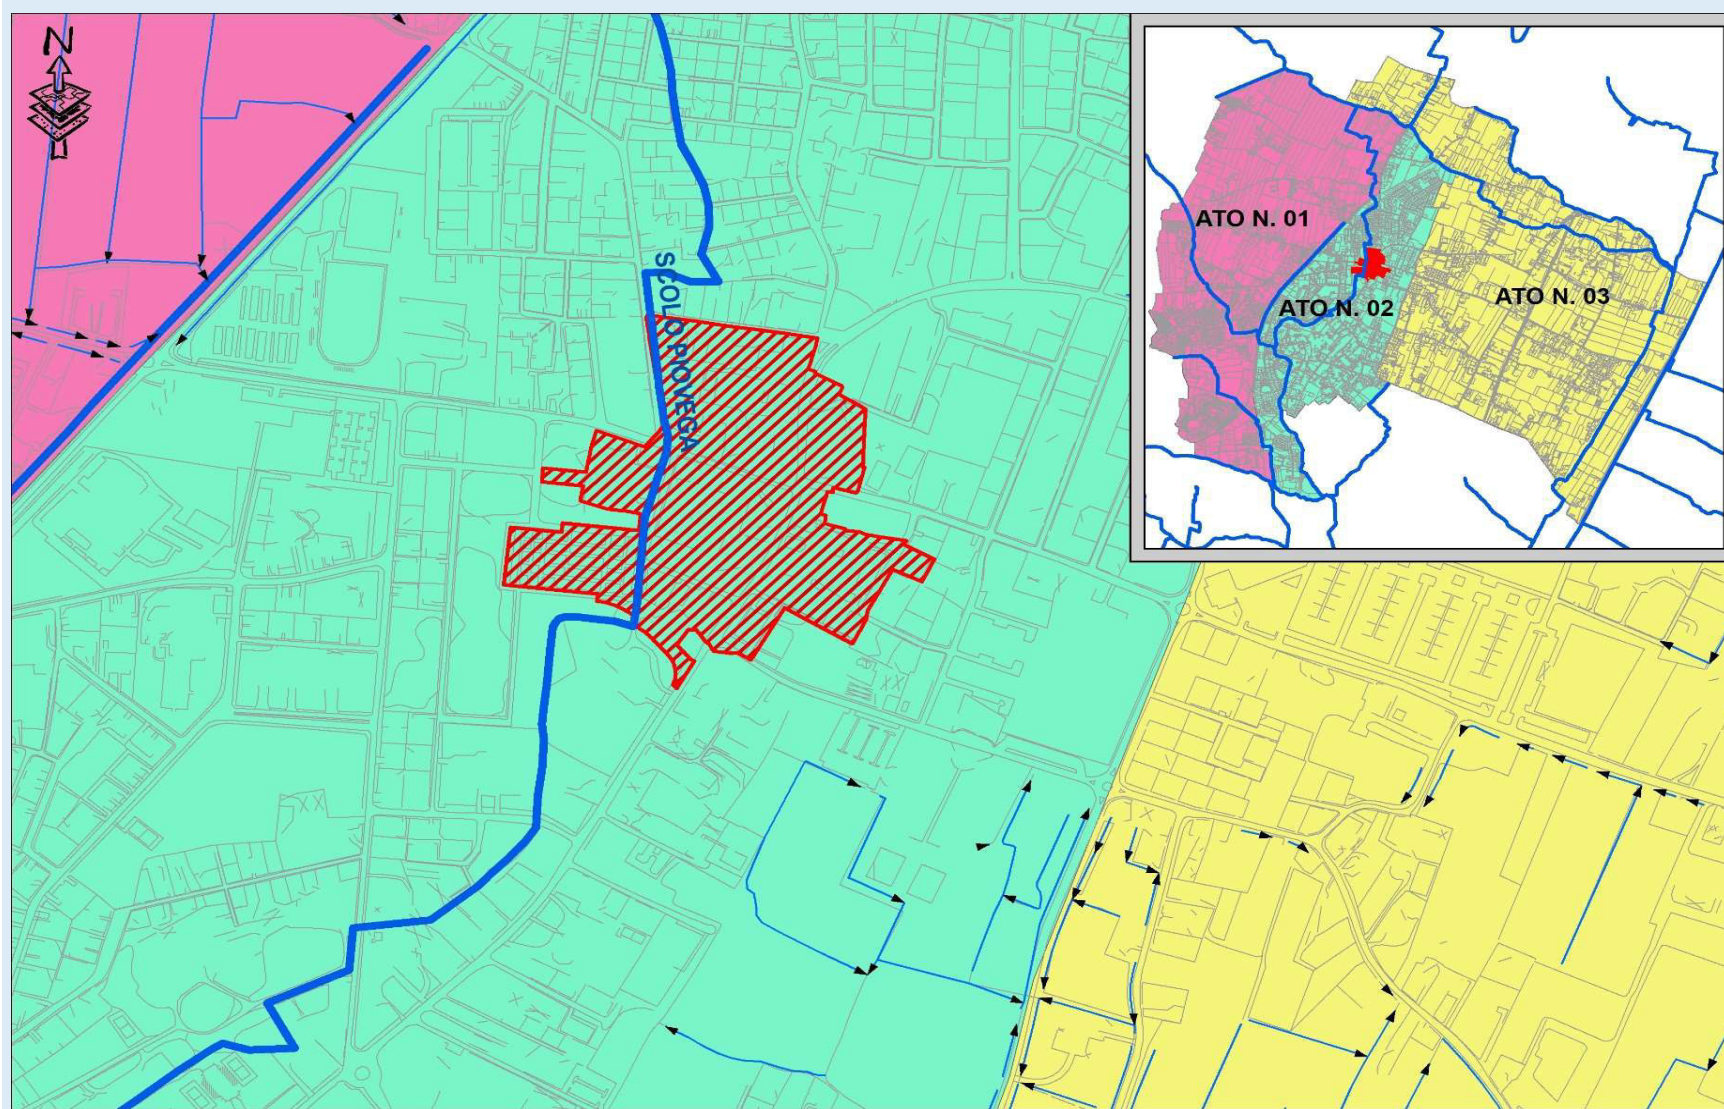 N
SCOLO PIOVEGA
ATO N. 01
ATO N. 02
ATO N. 03